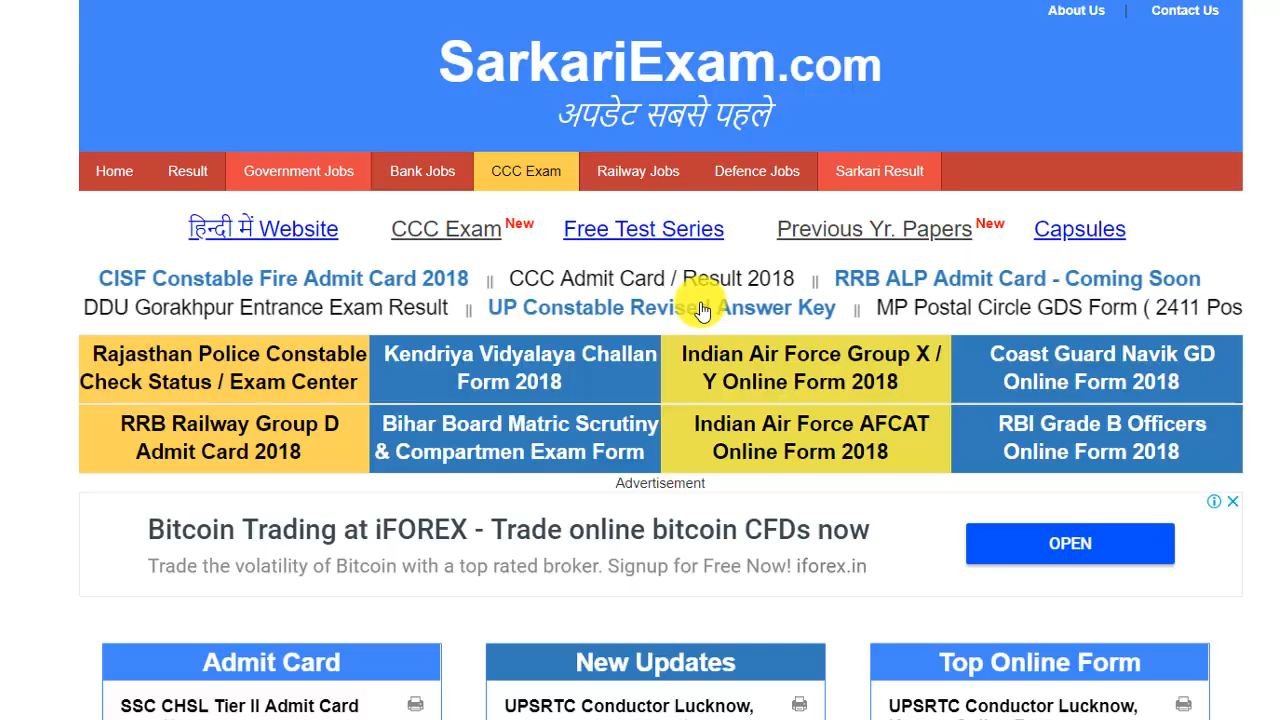 About Us | Contact Us
SarkariExam.com
अपडेट सबसे पहले
Home Result Government Jobs Bank Jobs CCC Exam Railway Jobs Defence Jobs Sarkari Result
हिन्दी में Website CCC Exam New Free Test Series Previous Yr. Papers New Capsules
CISF Constable Fire Admit Card 2018 || CCC Admit Card / Result 2018 || RRB ALP Admit Card - Coming Soon
DDU Gorakhpur Entrance Exam Result || UP Constable Revised Answer Key || MP Postal Circle GDS Form ( 2411 Pos
Rajasthan Police Constable Kendriya Vidyalaya Challan Indian Air Force Group X / Coast Guard Navik GD
Check Status / Exam Center Form 2018 Y Online Form 2018 Online Form 2018
RRB Railway Group D Bihar Board Matric Scrutiny Indian Air Force AFCAT RBI Grade B Officers
Admit Card 2018 & Compartmen Exam Form Online Form 2018 Online Form 2018
Advertisement
Bitcoin Trading at iFOREX - Trade online bitcoin CFDs now
OPEN
Trade the volatility of Bitcoin with a top rated broker. Signup for Free Now! iforex.in
Admit Card New Updates Top Online Form
SSC CHSL Tier II Admit Card UPSRTC Conductor Lucknow, UPSRTC Conductor Lucknow,